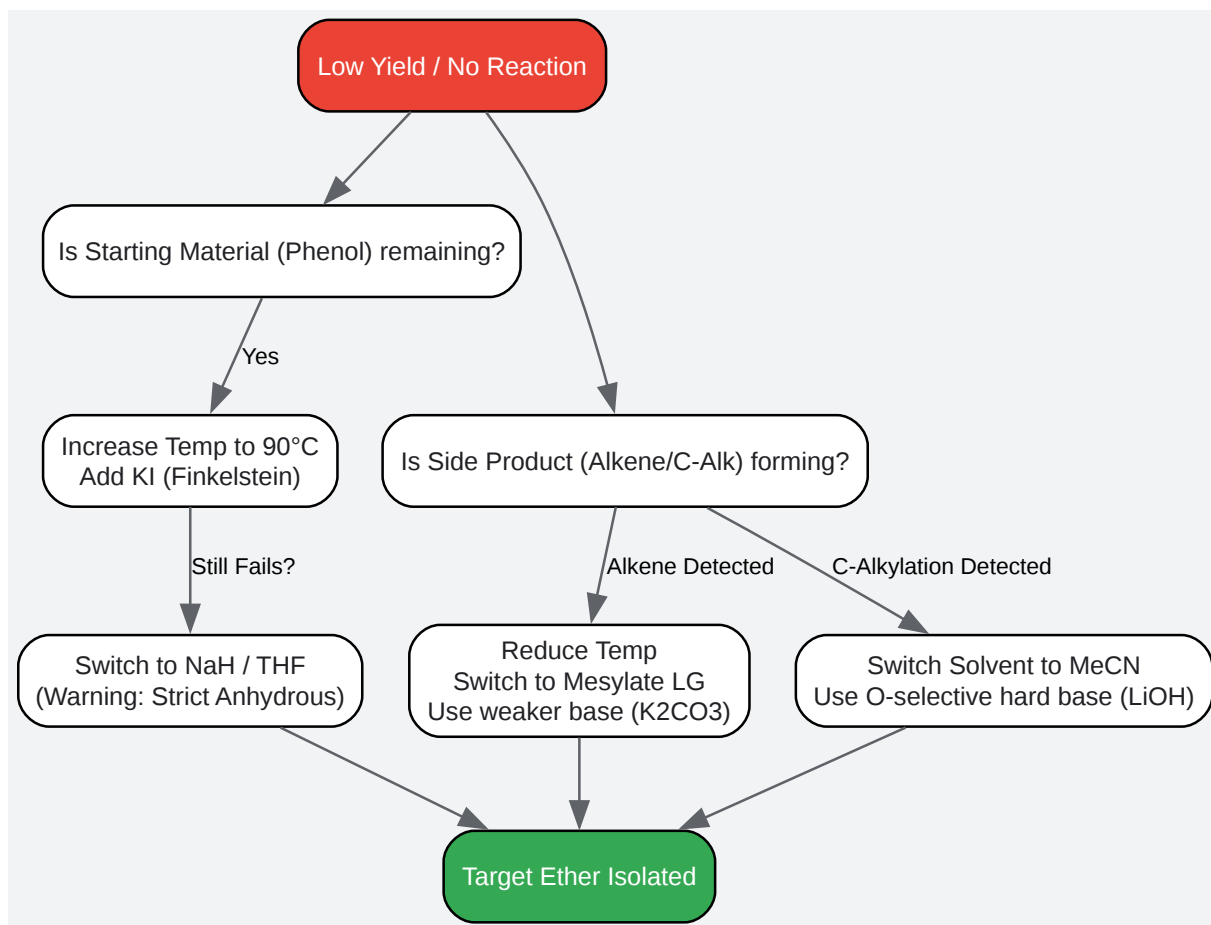 Low Yield / No Reaction
Is Starting Material (Phenol) remaining?
Yes
Increase Temp to 90°C
Add KI (Finkelstein)
Is Side Product (Alkene/C-Alk) forming?
Still Fails?
Alkene Detected
C-Alkylation Detected
Switch to NaH / THF
(Warning: Strict Anhydrous)
Reduce Temp
Switch to Mesylate LG
Use weaker base (K2CO3)
Switch Solvent to MeCN
Use O-selective hard base (LiOH)
Target Ether Isolated